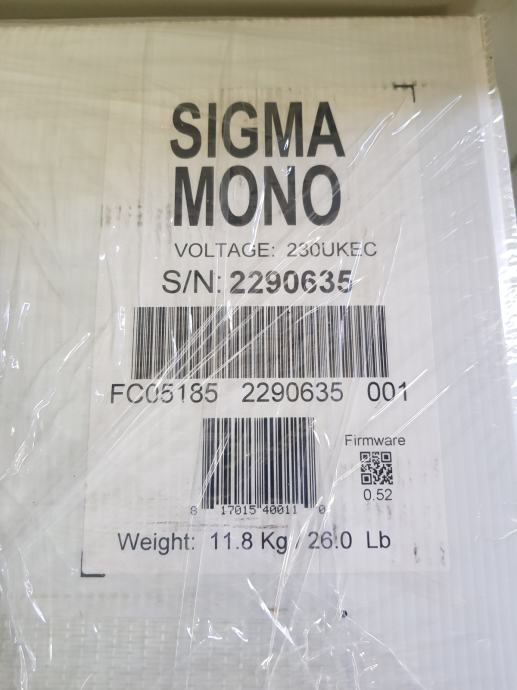 SIGMA
MONO
VOLTAGE: 230UKEC
S/N: 2290635
FC05185 2290635 001
Firmware
0.52
8 17015 40011 0
Weight: 11.8 Kg / 26.0 Lb